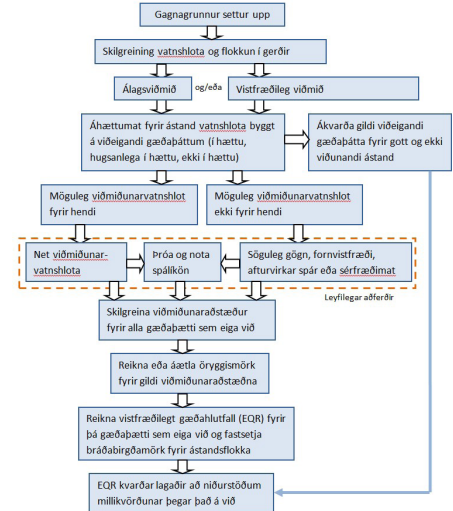 Gagnagrunnur settur upp
Skilgreining vatnshlota og flokkun í gerðir
Álagsviðmið
og/eða
Vistfræðileg viðmið
Áhættumat fyrir ástand vatnshlota byggt
á viðeigandi gæðaþáttum (í hættu,
hugsanlega í hættu, ekki í hættu)
Ákvarða gildi viðeigandi
gæðaþátta fyrir gott og ekki
viðunandi ástand
Möguleg viðmiðunarvatnshlot
fyrir hendi
Möguleg viðmiðunarvatnshlot
ekki fyrir hendi
Net viðmiðunar-
vatnshlota
Þróa og nota
spálíkön
Söguleg gögn, fornvistfræði,
afturvirkar spár eða sérfræðimat
Leyfilegar aðferðir
Skilgreina viðmiðunaraðstæður
fyrir alla gæðaþætti sem eiga við
Reikna eða áætla öryggismörk
fyrir gildi viðmiðunaraðstæðna
Reikna vistfræðilegt gæðahlutfall (EQR) fyrir
þá gæðaþætti sem eiga við og fastsetja
bráðabirgðamörk fyrir ástandsflokka
EQR kvarðar lagaðir að niðurstöðum
millikvörðunar þegar það á við